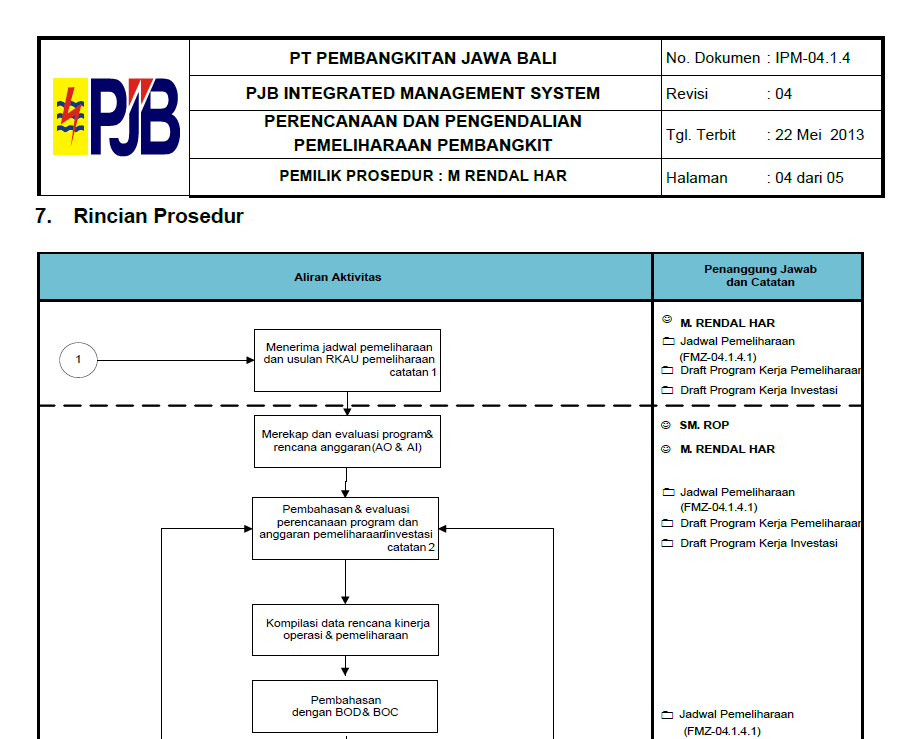 PJB
PT PEMBANGKITAN JAWA BALI
No. Dokumen : IPM-04.1.4
PJB INTEGRATED MANAGEMENT SYSTEM
Revisi : 04
PERENCANAAN DAN PENGENDALIAN
PEMELIHARAAN PEMBANGKIT
Tgl. Terbit : 22 Mei 2013
PEMILIK PROSEDUR : M RENDAL HAR
Halaman : 04 dari 05
7. Rincian Prosedur
Aliran Aktivitas
Penanggung Jawab
dan Catatan
1
Menerima jadwal pemeliharaan
dan usulan RKAU pemeliharaan
catatan 1
M. RENDAL HAR
Jadwal Pemeliharaan
(FMZ-04.1.4.1)
Draft Program Kerja Pemeliharaan
Draft Program Kerja Investasi
Merekap dan evaluasi program&
rencana anggaran(AO & AI)
SM. ROP
M. RENDAL HAR
Pembahasan & evaluasi
perencanaan program dan
anggaran pemeliharaan/investasi
catatan 2
Jadwal Pemeliharaan
(FMZ-04.1.4.1)
Draft Program Kerja Pemeliharaan
Draft Program Kerja Investasi
Kompilasi data rencana kinerja
operasi & pemeliharaan
Pembahasan
dengan BOD & BOC
Jadwal Pemeliharaan
(FMZ-04.1.4.1)